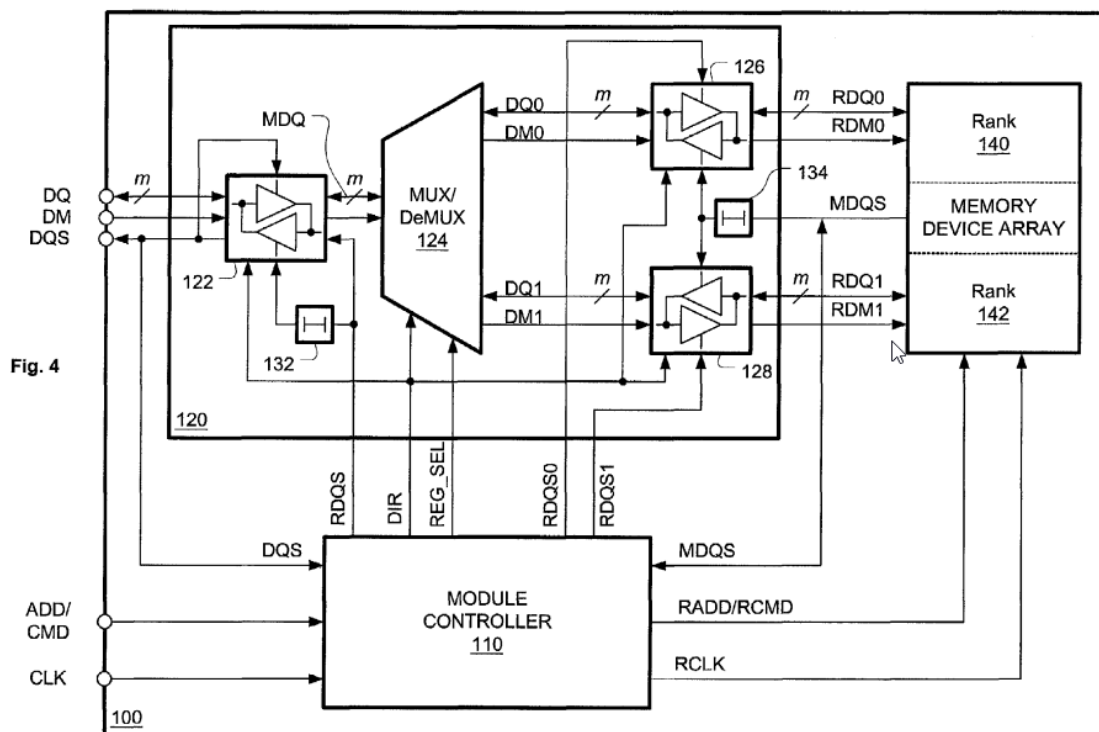 126
DQ0
m
m
RDQ0
MDQ
DM0
RDM0
Rank
140
134
m
m
DQ
DM
DQS
MUX/
DeMUX
124
MDQS
MEMORY
DEVICE ARRAY
122
DQ1
m
m
RDQ1
DM1
RDM1
Rank
142
132
Fig. 4
128
120
RDQS
DIR
REG_SEL
RDQS0
RDQS1
DQS
MDQS
ADD/
CMD
MODULE
CONTROLLER
110
RADD/RCMD
CLK
RCLK
100